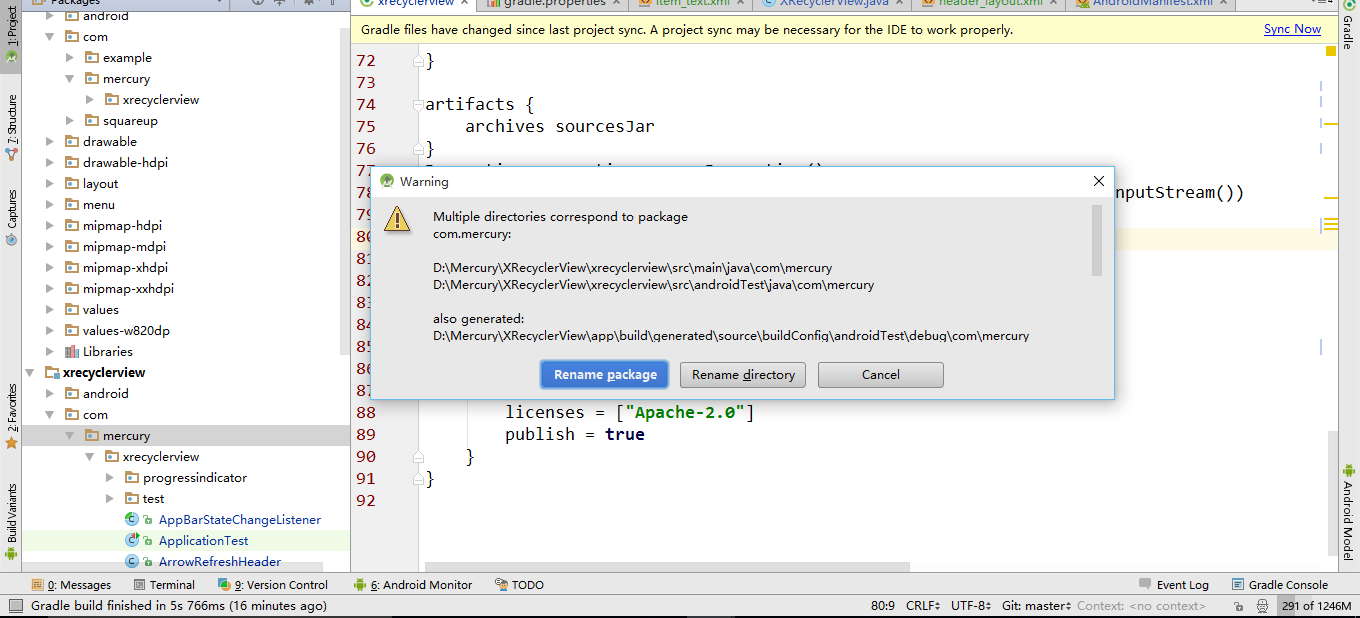 Packages
xrecyclerview
gradle.properties
item_text.xml
XRecyclerView.java
header_layout.xml
AndroidManifest.xml
Gradle files have changed since last project sync. A project sync may be necessary for the IDE to work properly.
Sync Now
1: Project
7: Structure
Captures
2: Favorites
Build Variants
android
com
example
mercury
xrecyclerview
squareup
drawable
drawable-hdpi
layout
menu
mipmap-hdpi
mipmap-mdpi
mipmap-xhdpi
mipmap-xxhdpi
values
values-w820dp
Libraries
xrecyclerview
android
com
mercury
xrecyclerview
progressindicator
test
AppBarStateChangeListener
ApplicationTest
ArrowRefreshHeader
72 }
73
74 artifacts {
75 archives sourcesJar
76 }
77
78 nputStream())
79
80
81
82
83
84
85
86
87
88 licenses = ["Apache-2.0"]
89 publish = true
90 }
91 }
92
Warning
Multiple directories correspond to package
com.mercury:
D:\Mercury\XRecyclerView\xrecyclerview\src\main\java\com\mercury
D:\Mercury\XRecyclerView\xrecyclerview\src\androidTest\java\com\mercury
also generated:
D:\Mercury\XRecyclerView\app\build\generated\source\buildConfig\androidTest\debug\com\mercury
Rename package
Rename directory
Cancel
Gradle
Android Model
0: Messages
Terminal
9: Version Control
6: Android Monitor
TODO
Event Log
Gradle Console
Gradle build finished in 5s 766ms (16 minutes ago)
80:9 CRLF UTF-8 Git: master Context: <no context>
291 of 1246M